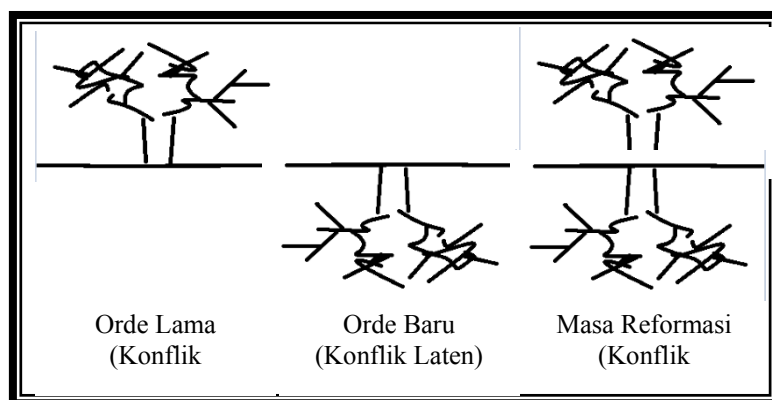 Orde Lama
(Konflik
Orde Baru
(Konflik Laten)
Masa Reformasi
(Konflik